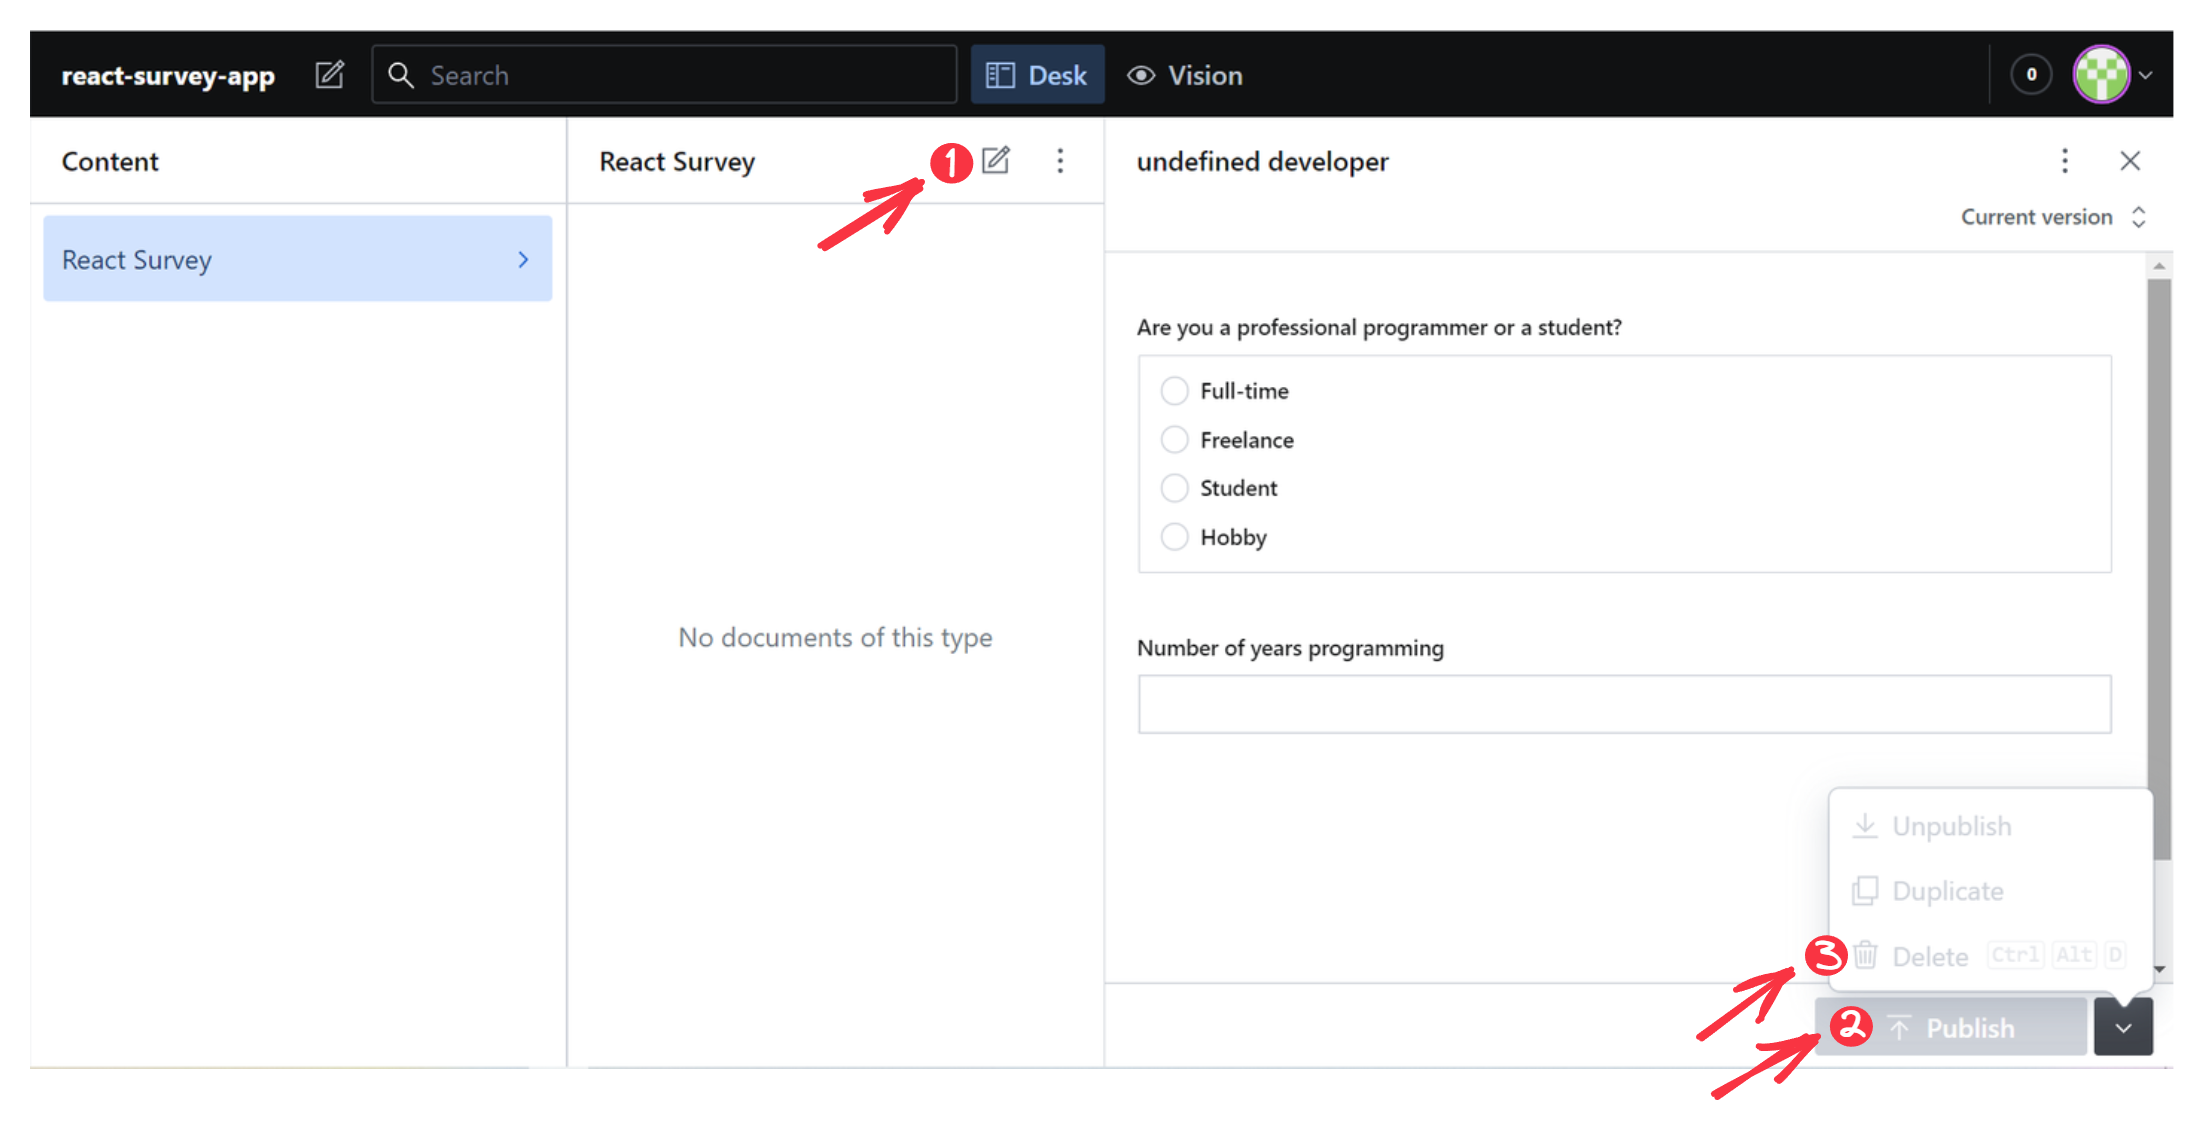 react-survey-app Search Desk Vision 0
Content
React Survey
React Survey 1
No documents of this type
undefined developer
Current version
Are you a professional programmer or a student?
Full-time
Freelance
Student
Hobby
Number of years programming
Unpublish
Duplicate
3 Delete Ctrl Alt D
2 Publish